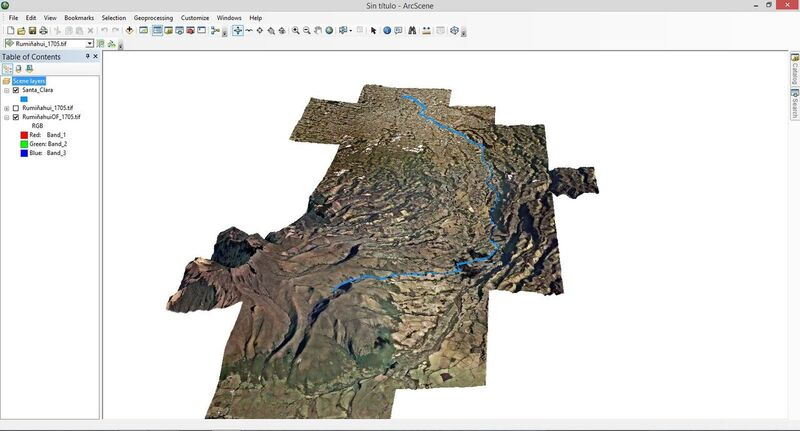 Sin título - ArcScene
File Edit View Bookmarks Selection Geoprocessing Customize Windows Help
Rumiñahui_1705.tif
Table of Contents
Scene layers
Santa_Clara
Rumiñahui_1705.tif
RumiñahuiOF_1705.tif
RGB
Red: Band_1
Green: Band_2
Blue: Band_3
Catalog
Search